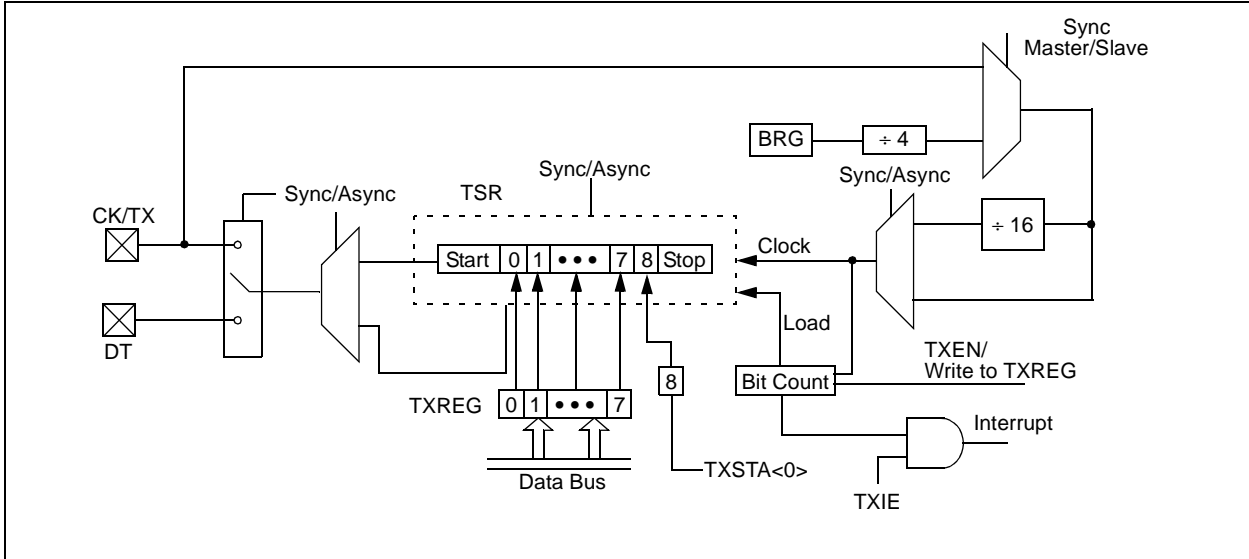 Sync
Master/Slave
BRG
÷ 4
Sync/Async
Sync/Async
TSR
Sync/Async
CK/TX
÷ 16
Start 0 1 ••• 7 8 Stop
Clock
Load
DT
TXEN/
Write to TXREG
8
Bit Count
TXREG 0 1 ••• 7
Interrupt
TXSTA<0>
Data Bus
TXIE